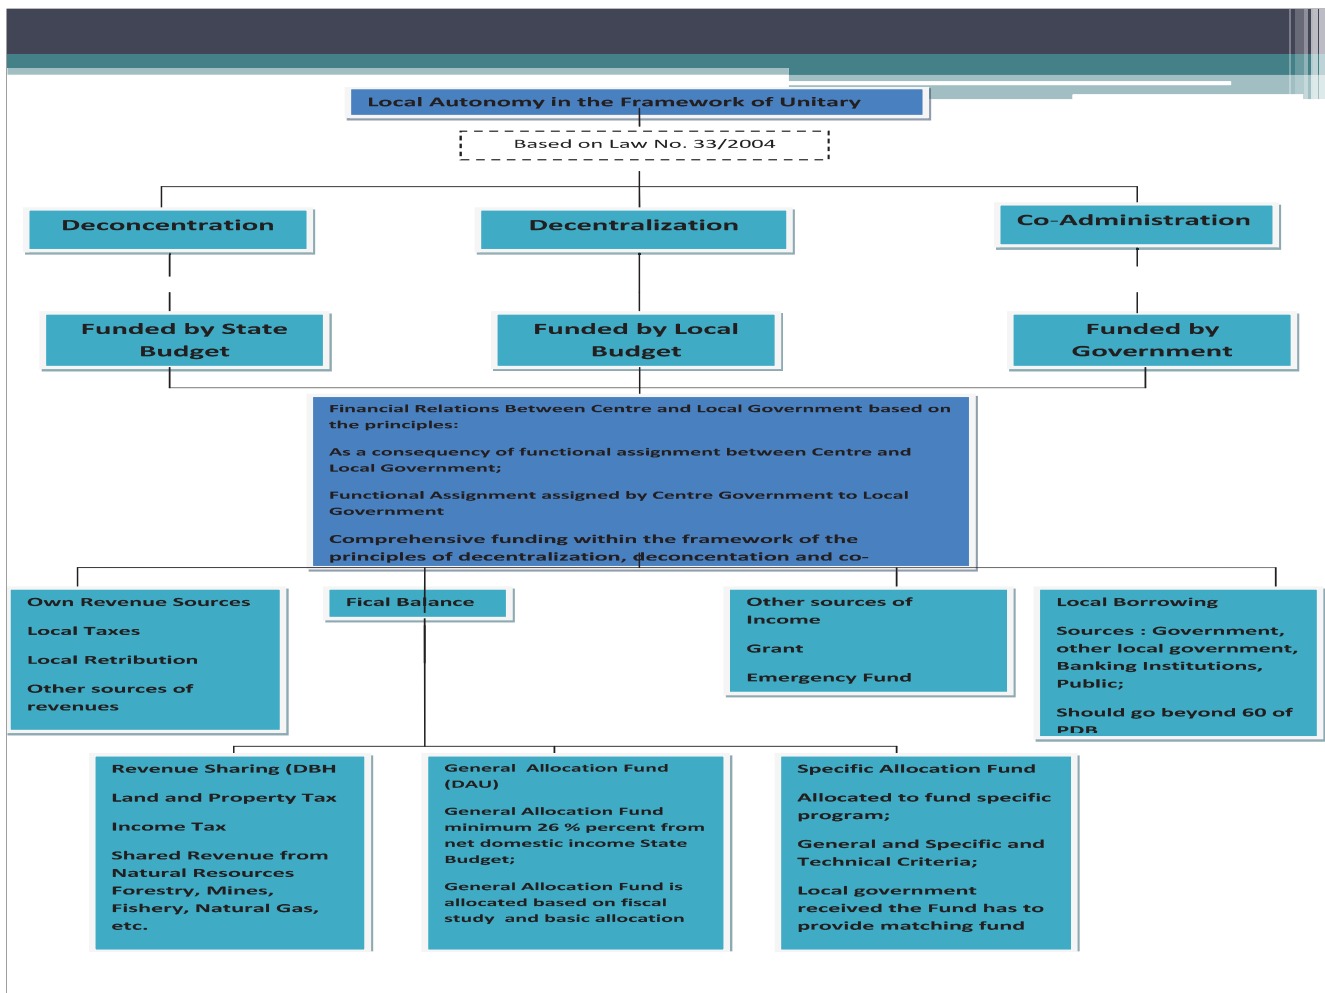 Local Autonomy in the Framework of Unitary
Based on Law No. 33/2004
Deconcentration
Decentralization
Co-Administration
Funded by State
Budget
Funded by Local
Budget
Funded by
Government
Financial Relations Between Centre and Local Government based on
the principles:
As a consequency of functional assignment between Centre and
Local Government;
Functional Assignment assigned by Centre Government to Local
Government
Comprehensive funding within the framework of the
principles of decentralization, deconcentation and co-
Own Revenue Sources
Local Taxes
Local Retribution
Other sources of
revenues
Fical Balance
Other sources of
Income
Grant
Emergency Fund
Local Borrowing
Sources : Government,
other local government,
Banking Institutions,
Public;
Should go beyond 60 of
PDB
Revenue Sharing (DBH
Land and Property Tax
Income Tax
Shared Revenue from
Natural Resources
Forestry, Mines,
Fishery, Natural Gas,
etc.
General  Allocation Fund
(DAU)
General Allocation Fund
minimum 26 % percent from
net domestic income State
Budget;
General Allocation Fund is
allocated based on fiscal
study  and basic allocation
Specific Allocation Fund
Allocated to fund specific
program;
General and Specific and
Technical Criteria;
Local government
received the Fund has to
provide matching fund